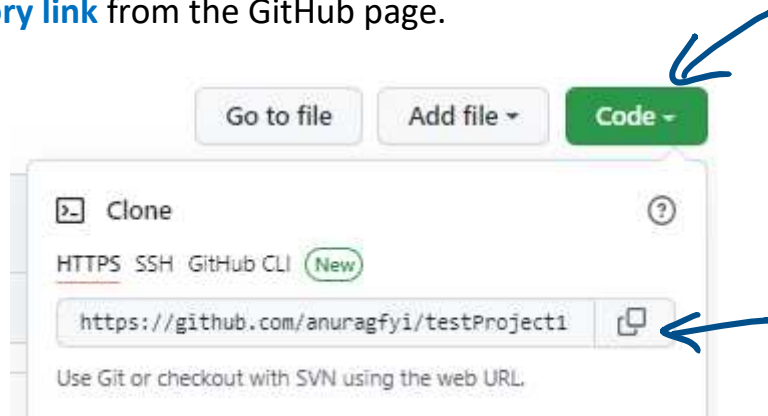 ry link from the GitHub page.
Go to file Add file Code
Clone
HTTPS SSH GitHub CLI New
https://github.com/anuragfyi/testProject1
Use Git or checkout with SVN using the web URL.